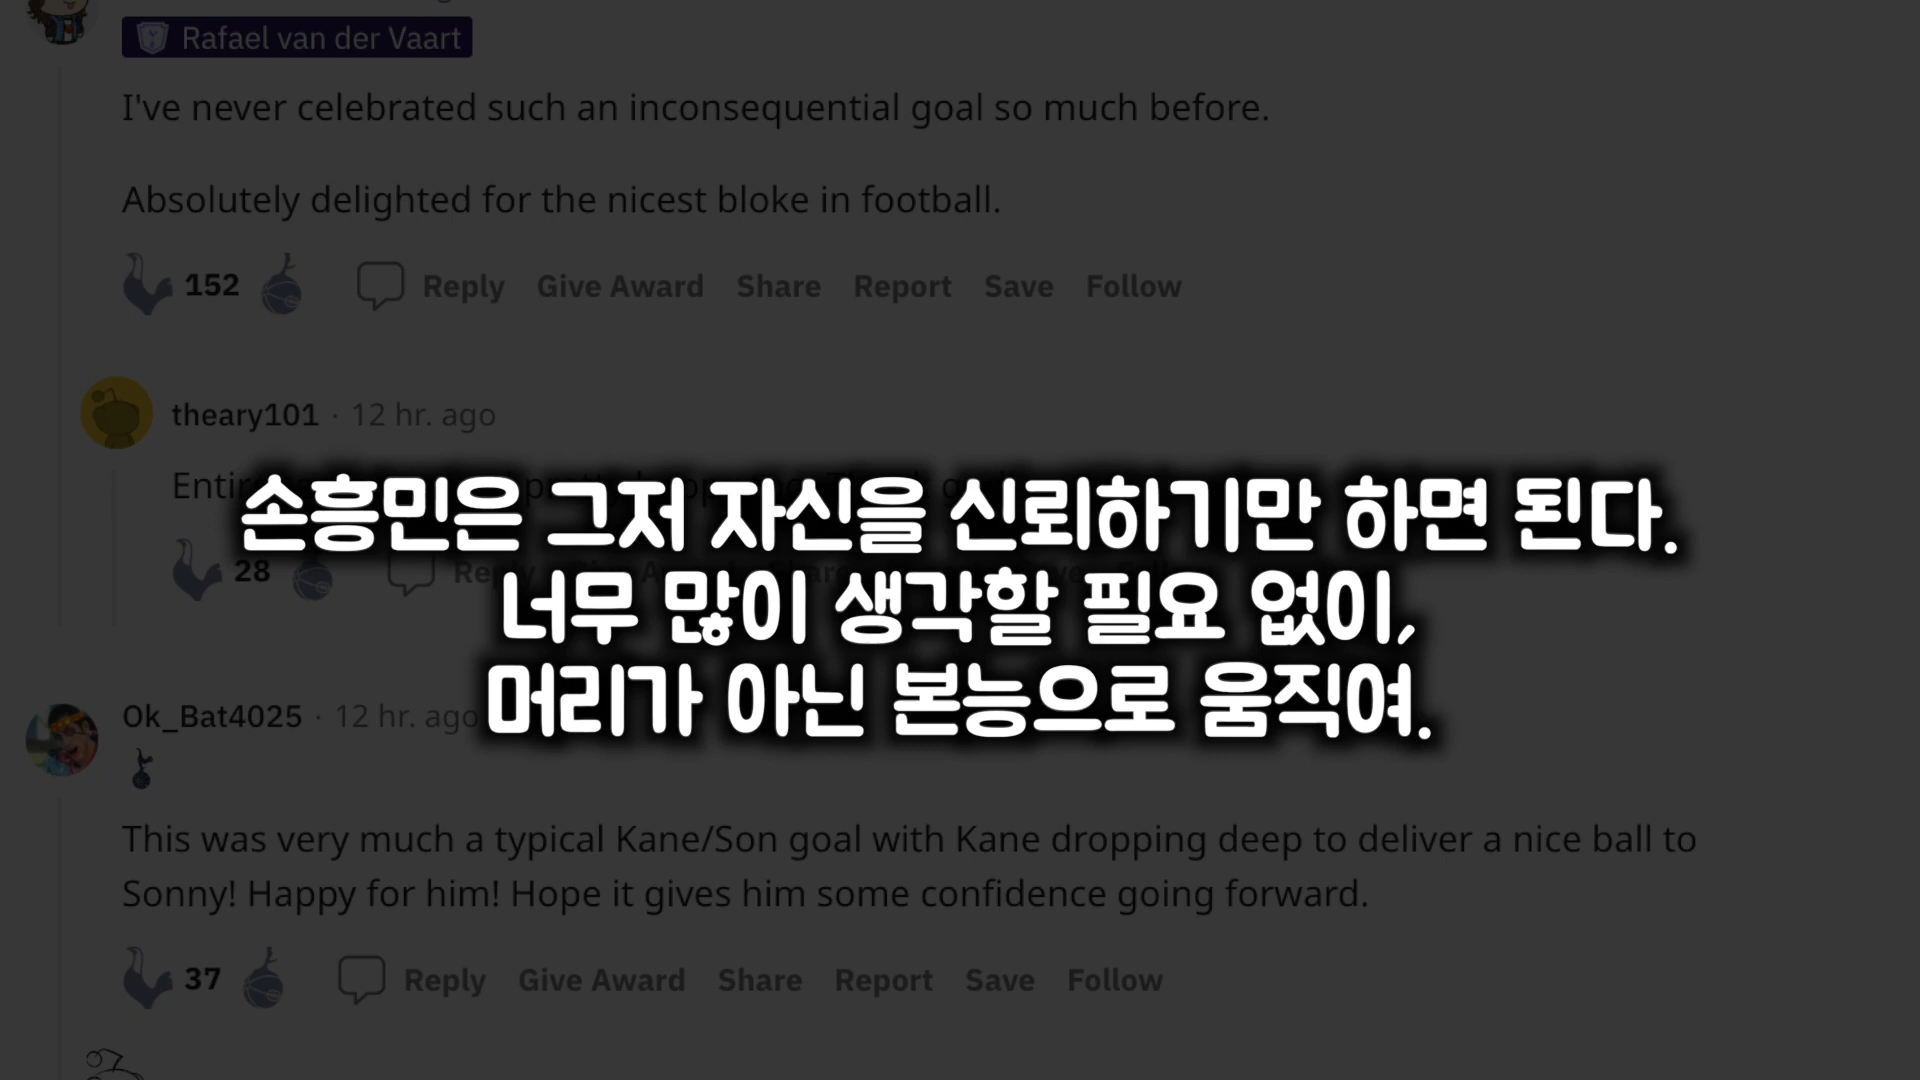 Rafael van der Vaart
I've never celebrated such an inconsequential goal so much before.
Absolutely delighted for the nicest bloke in football.
152 Reply Give Award Share Report Save Follow
theary101 · 12 hr. ago
손흥민은 그저 자신을 신뢰하기만 하면 된다.
28
너무 많이 생각할 필요 없이,
머리가 아닌 본능으로 움직여.
Ok_Bat4025 · 12 hr. ago
This was very much a typical Kane/Son goal with Kane dropping deep to deliver a nice ball to
Sonny! Happy for him! Hope it gives him some confidence going forward.
37 Reply Give Award Share Report Save Follow